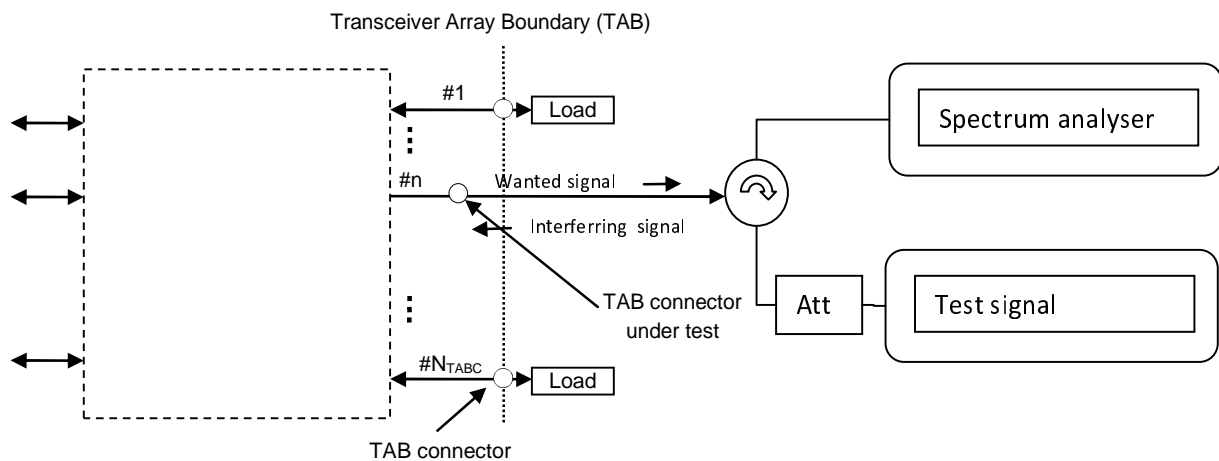 Transceiver Array Boundary (TAB)
#1
Load
Spectrum analyser
#n
Wanted signal
Interferring signal
TAB connector
under test
Att
Test signal
#NTABC
Load
TAB connector